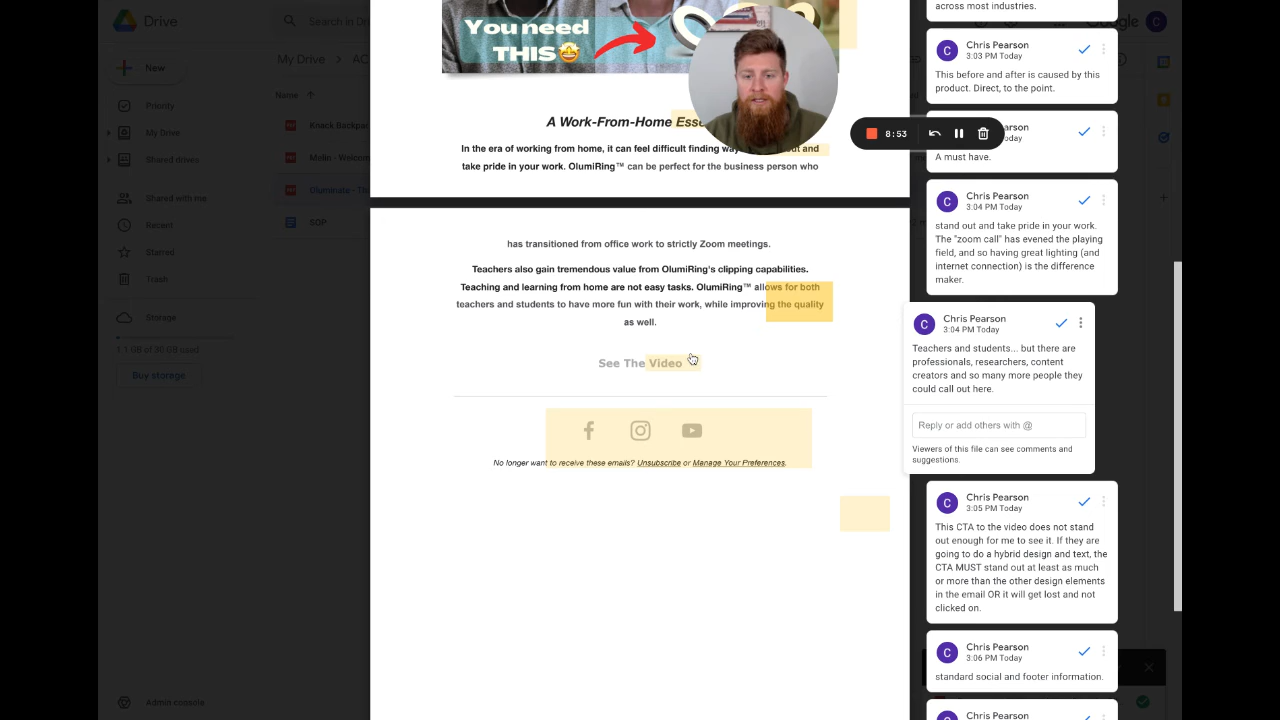 Drive
Search in Dr
New
Priority
My Drive
Shared drives
Shared with me
Recent
Starred
Trash
Storage
1.1 GB of 30 GB used
Buy storage
Admin console
My Drive
Name
Knack Backpa
SOP
You need
THIS🤩
A Work-From-Home
In the era of working from home, it can feel difficult finding
and
take pride in your work. OlumiRing™ can be perfect for the business person who
has transitioned from office work to strictly Zoom meetings.
Teachers also gain tremendous value from OlumiRing's clipping capabilities.
Teaching and learning from home are not easy tasks. OlumiRing™ allows for both
teachers and students to have more fun with their work, while improving the quality
as well.
See The Video
No longer want to receive these emails? Unsubscribe or Manage Your Preferences.
8:53
across most industries.
Chris Pearson
3:03 PM Today
This before and after is caused by this
product. Direct, to the point.
arson
Today
A must have.
Chris Pearson
3:04 PM Today
stand out and take pride in your work.
The "zoom call" has evened the playing
field, and so having great lighting (and
internet connection) is the difference
maker.
Chris Pearson
3:04 PM Today
Teachers and students... but there are
professionals, researchers, content
creators and so many more people they
could call out here.
Reply or add others with @
Viewers of this file can see comments and
suggestions.
Chris Pearson
3:05 PM Today
This CTA to the video does not stand
out enough for me to see it. If they are
going to do a hybrid design and text, the
CTA MUST stand out at least as much
or more than the other design elements
in the email OR it will get lost and not
clicked on.
Chris Pearson
3:06 PM Today
standard social and footer information.
Chris Pearson